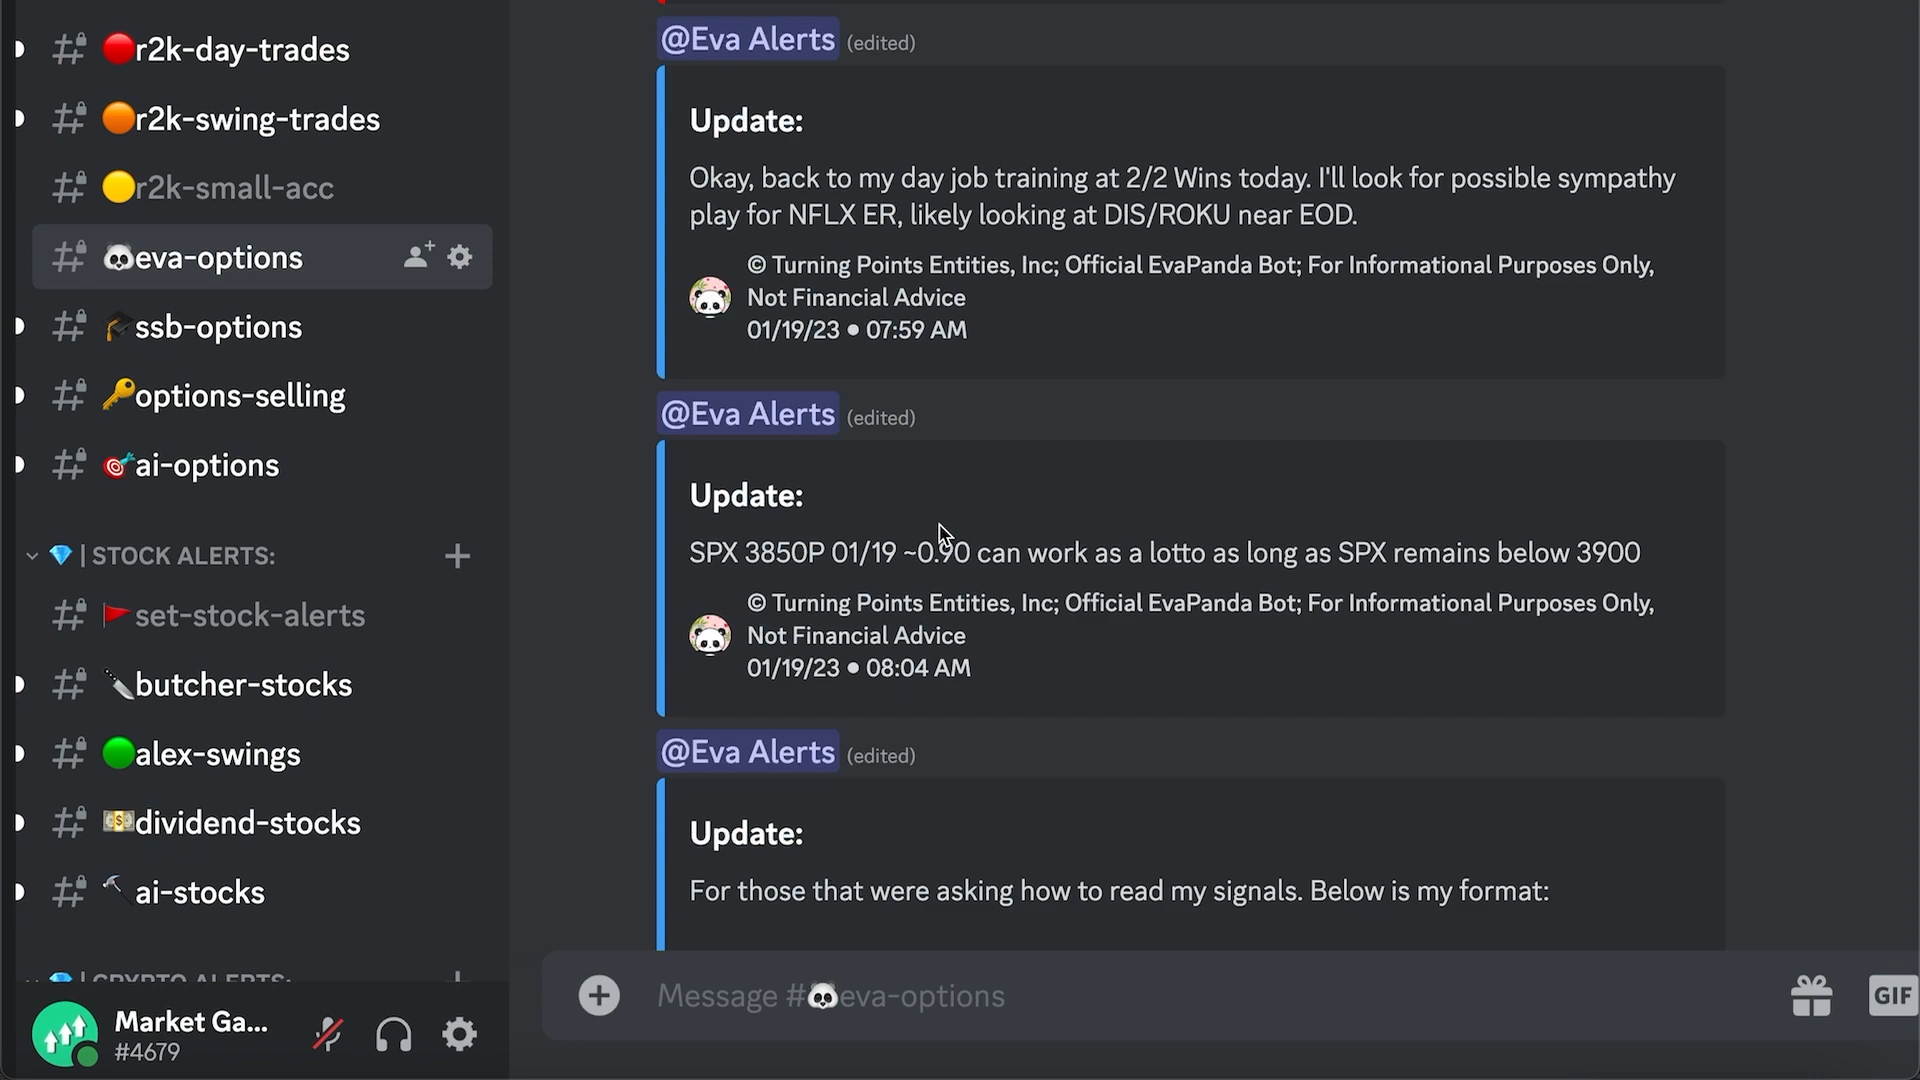 r2k-day-trades
r2k-swing-trades
r2k-small-acc
eva-options
ssb-options
options-selling
ai-options
| STOCK ALERTS:
set-stock-alerts
butcher-stocks
alex-swings
dividend-stocks
ai-stocks
| CRYPTO ALERTS:
Market Ga...
#4679
@Eva Alerts (edited)
Update:
Okay, back to my day job training at 2/2 Wins today. I'll look for possible sympathy
play for NFLX ER, likely looking at DIS/ROKU near EOD.
© Turning Points Entities, Inc; Official EvaPanda Bot; For Informational Purposes Only,
Not Financial Advice
01/19/23 • 07:59 AM
@Eva Alerts (edited)
Update:
SPX 3850P 01/19 ~0.90 can work as a lotto as long as SPX remains below 3900
© Turning Points Entities, Inc; Official EvaPanda Bot; For Informational Purposes Only,
Not Financial Advice
01/19/23 • 08:04 AM
@Eva Alerts (edited)
Update:
For those that were asking how to read my signals. Below is my format:
Message #🐼eva-options
GIF